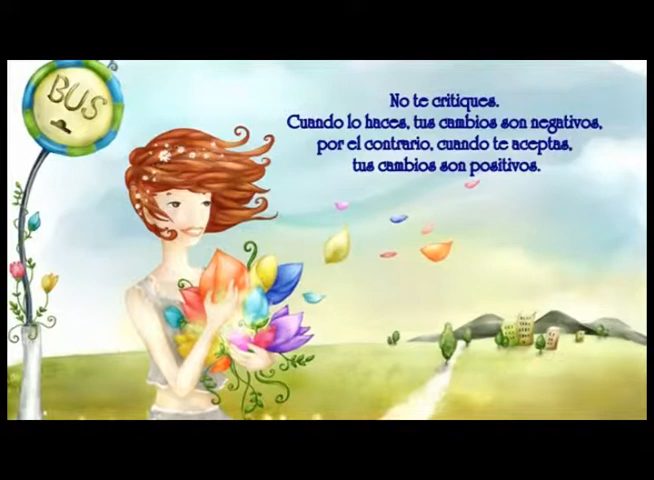 BUS
No te critiques.
Cuando lo haces, tus cambios son negativos,
por el contrario, cuando te aceptas,
tus cambios son positivos.